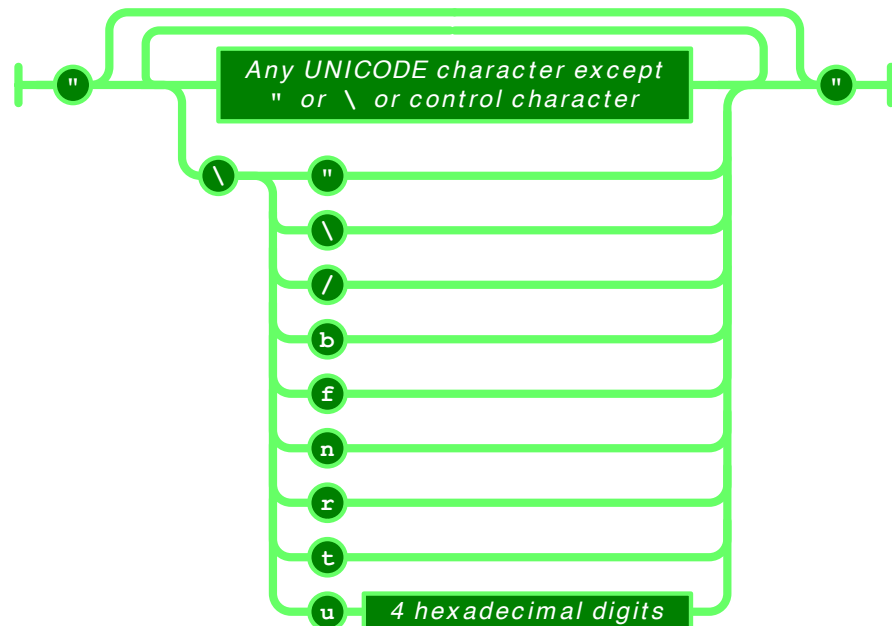 Any UNICODE character except
" " or \ or control character "
\ "
\
/
b
f
n
r
t
u 4 hexadecimal digits